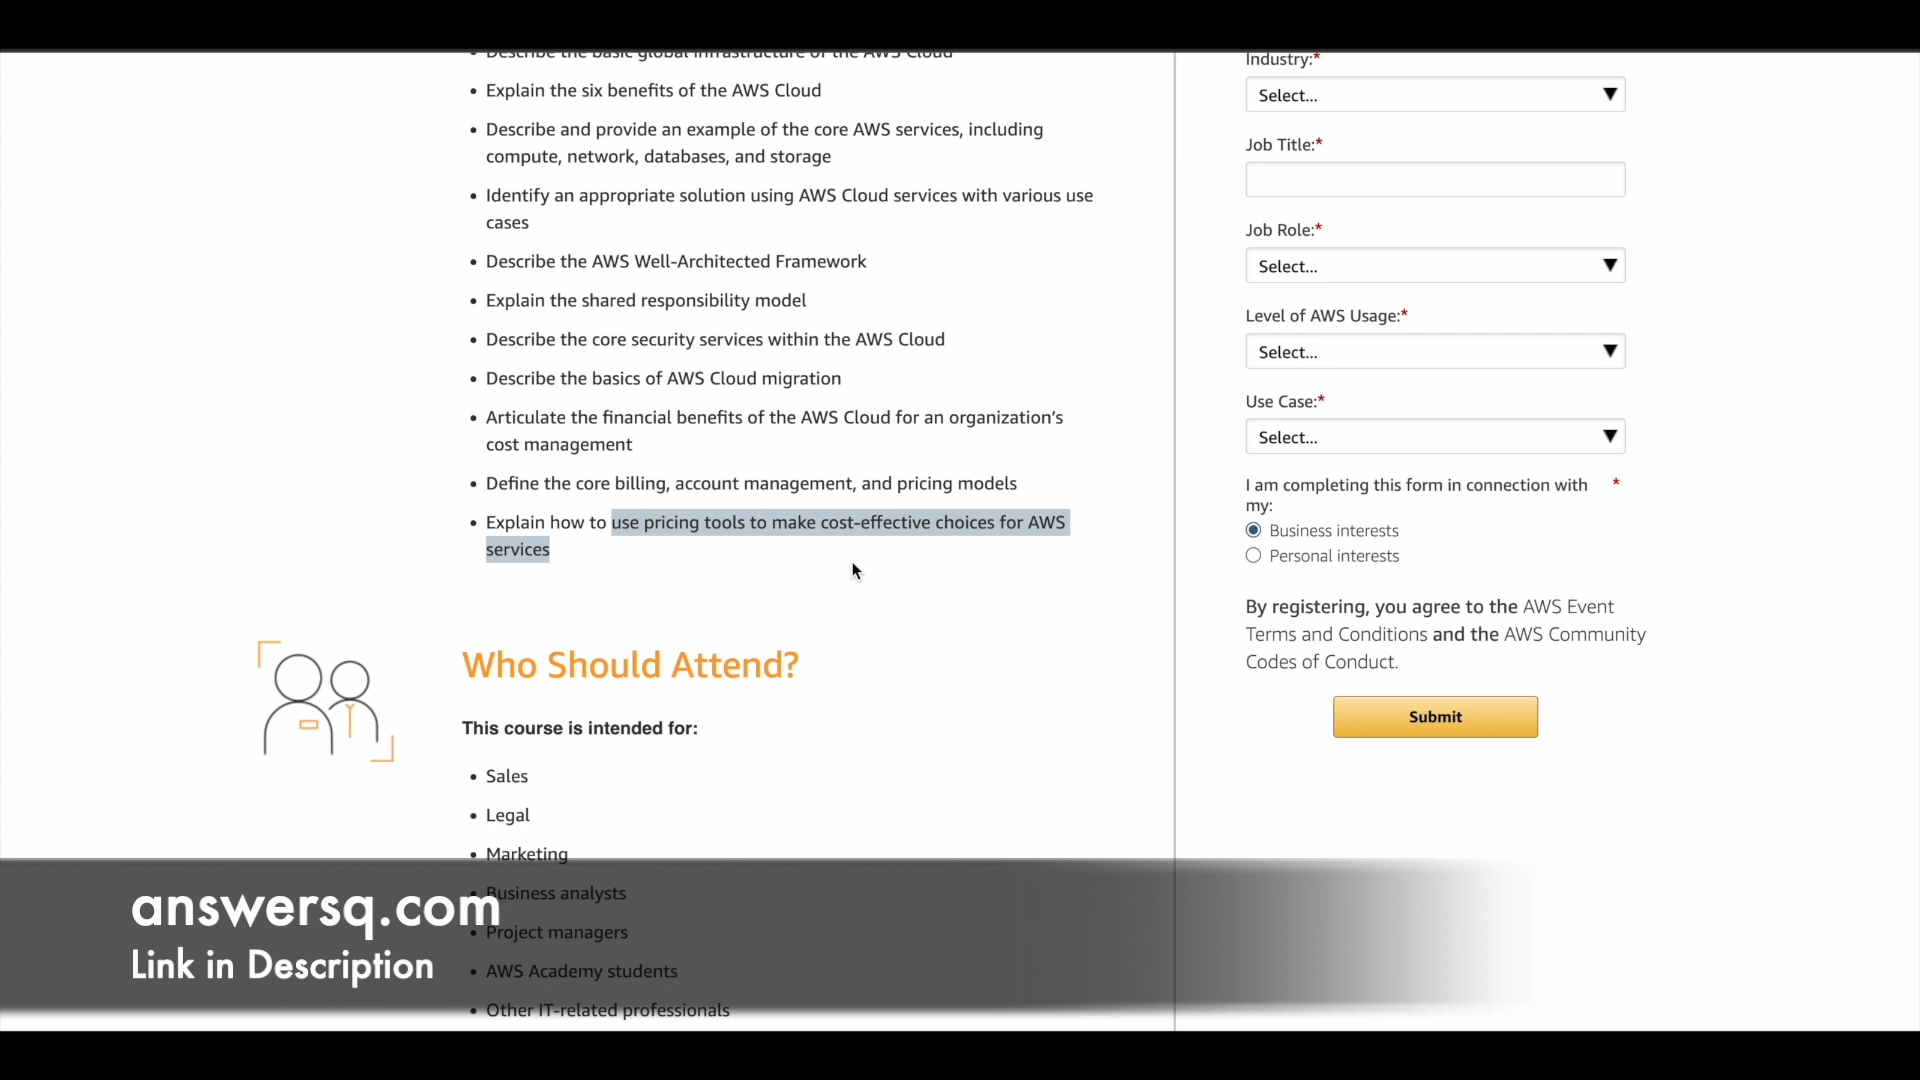 Describe the basic global infrastructure of the AWS Cloud
• Explain the six benefits of the AWS Cloud
• Describe and provide an example of the core AWS services, including
compute, network, databases, and storage
• Identify an appropriate solution using AWS Cloud services with various use
cases
• Describe the AWS Well-Architected Framework
• Explain the shared responsibility model
• Describe the core security services within the AWS Cloud
• Describe the basics of AWS Cloud migration
• Articulate the financial benefits of the AWS Cloud for an organization's
cost management
• Define the core billing, account management, and pricing models
• Explain how to use pricing tools to make cost-effective choices for AWS
services
Who Should Attend?
This course is intended for:
• Sales
• Legal
• Marketing
• Business analysts
• Project managers
• AWS Academy students
• Other IT-related professionals
Industry:*
Select...
Job Title:*
Job Role:*
Select...
Level of AWS Usage:*
Select...
Use Case:*
Select...
I am completing this form in connection with *
my:
Business interests
Personal interests
By registering, you agree to the AWS Event
Terms and Conditions and the AWS Community
Codes of Conduct.
Submit
answersq.com
Link in Description